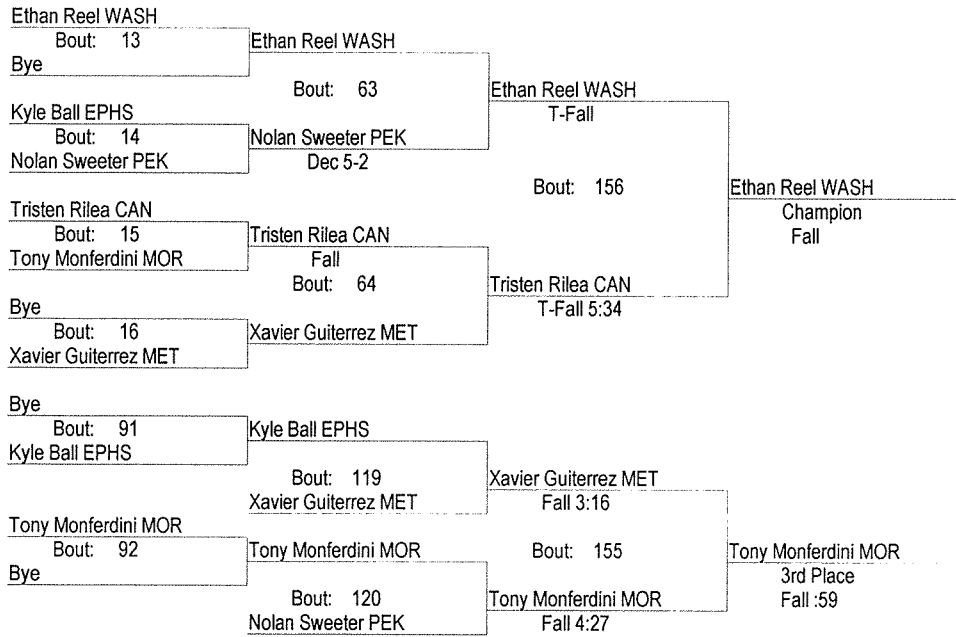 Ethan Reel WASH
Bout: 13
Bye
Ethan Reel WASH
Bout: 63
Kyle Ball EPHS
Bout: 14
Nolan Sweeter PEK
Nolan Sweeter PEK
Dec 5-2
Ethan Reel WASH
T-Fall
Bout: 156
Ethan Reel WASH
Champion
Fall
Tristen Rilea CAN
Bout: 15
Tony Monferdini MOR
Tristen Rilea CAN
Fall
Bout: 64
Tristen Rilea CAN
T-Fall 5:34
Bye
Bout: 16
Xavier Guiterrez MET
Xavier Guiterrez MET
Bye
Bout: 91
Kyle Ball EPHS
Kyle Ball EPHS
Bout: 119
Xavier Guiterrez MET
Xavier Guiterrez MET
Fall 3:16
Tony Monferdini MOR
Bout: 92
Bye
Tony Monferdini MOR
Bout: 155
Tony Monferdini MOR
3rd Place
Fall :59
Bout: 120
Nolan Sweeter PEK
Tony Monferdini MOR
Fall 4:27